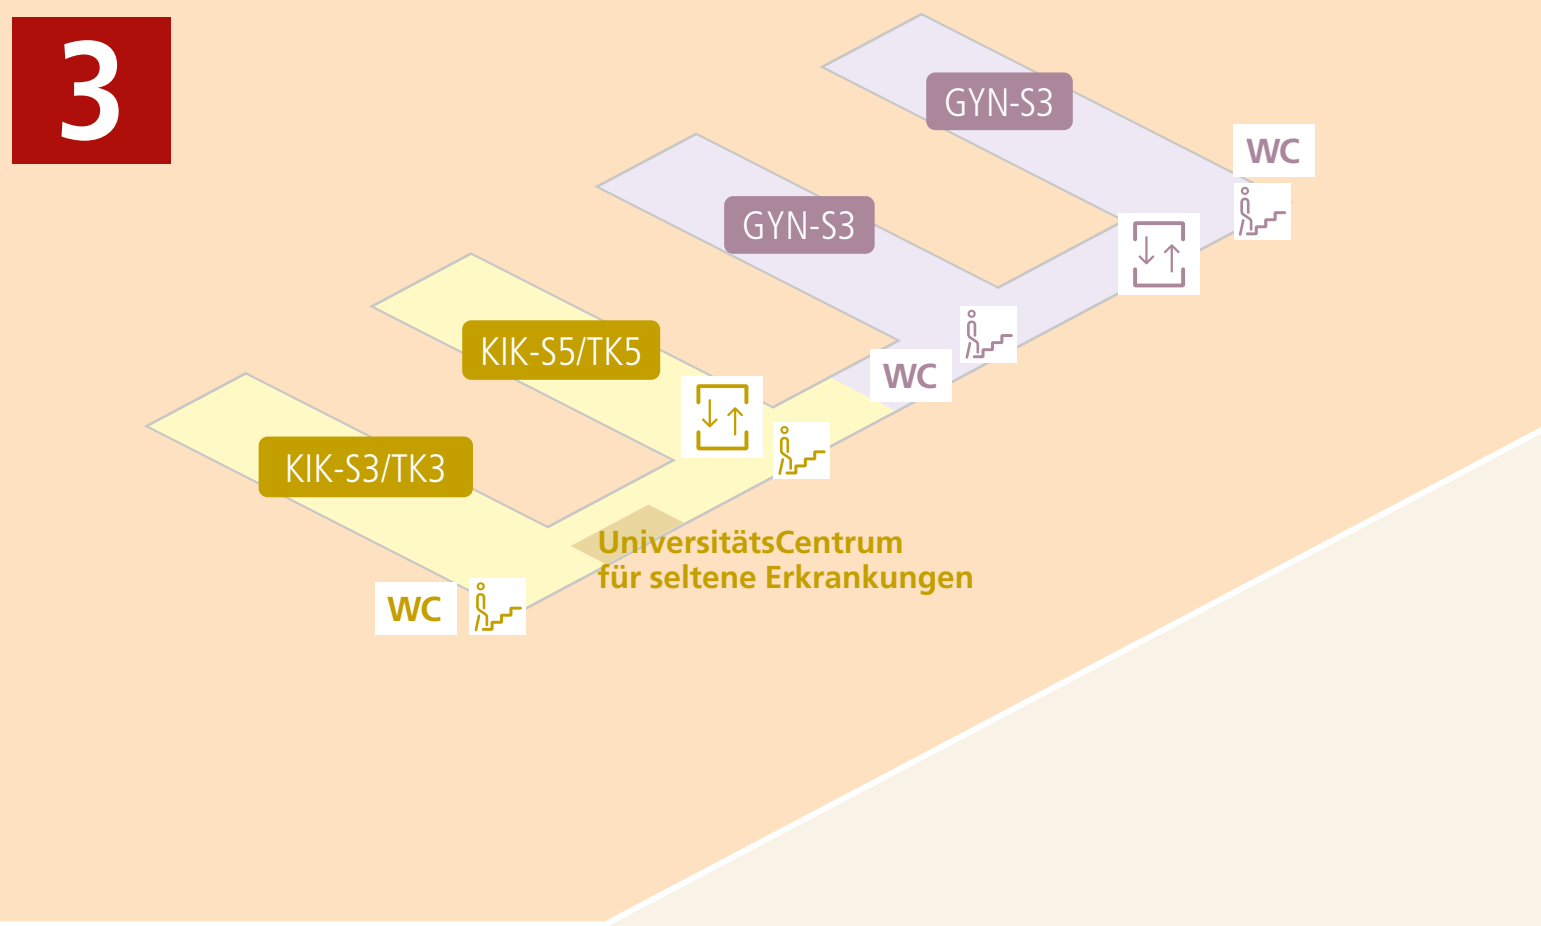 3
GYN-S3
WC
GYN-S3
KIK-S5/TK5
WC
KIK-S3/TK3
UniversitätsCentrum
für seltene Erkrankungen
WC